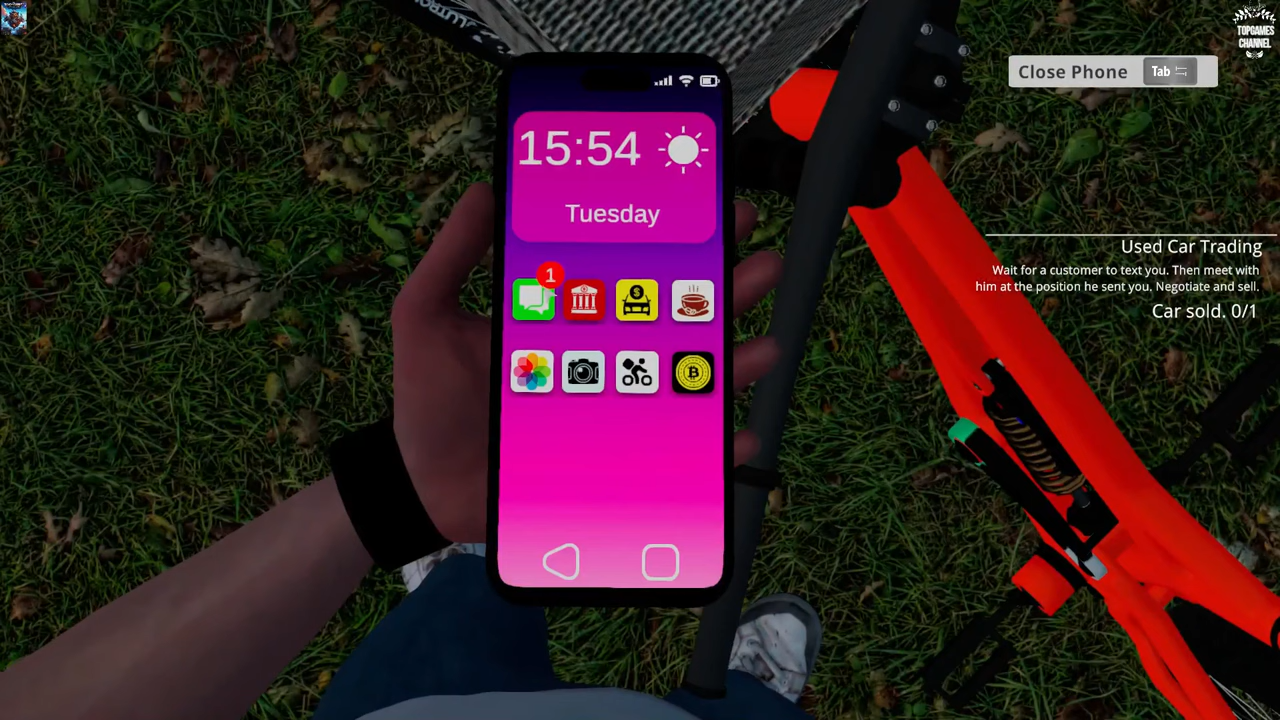 TOPGAMES
CHANNEL
Close Phone Tab
15:54
Tuesday
1
Used Car Trading
Wait for a customer to text you. Then meet with
him at the position he sent you, Negotiate and sell.
Car sold. 0/1